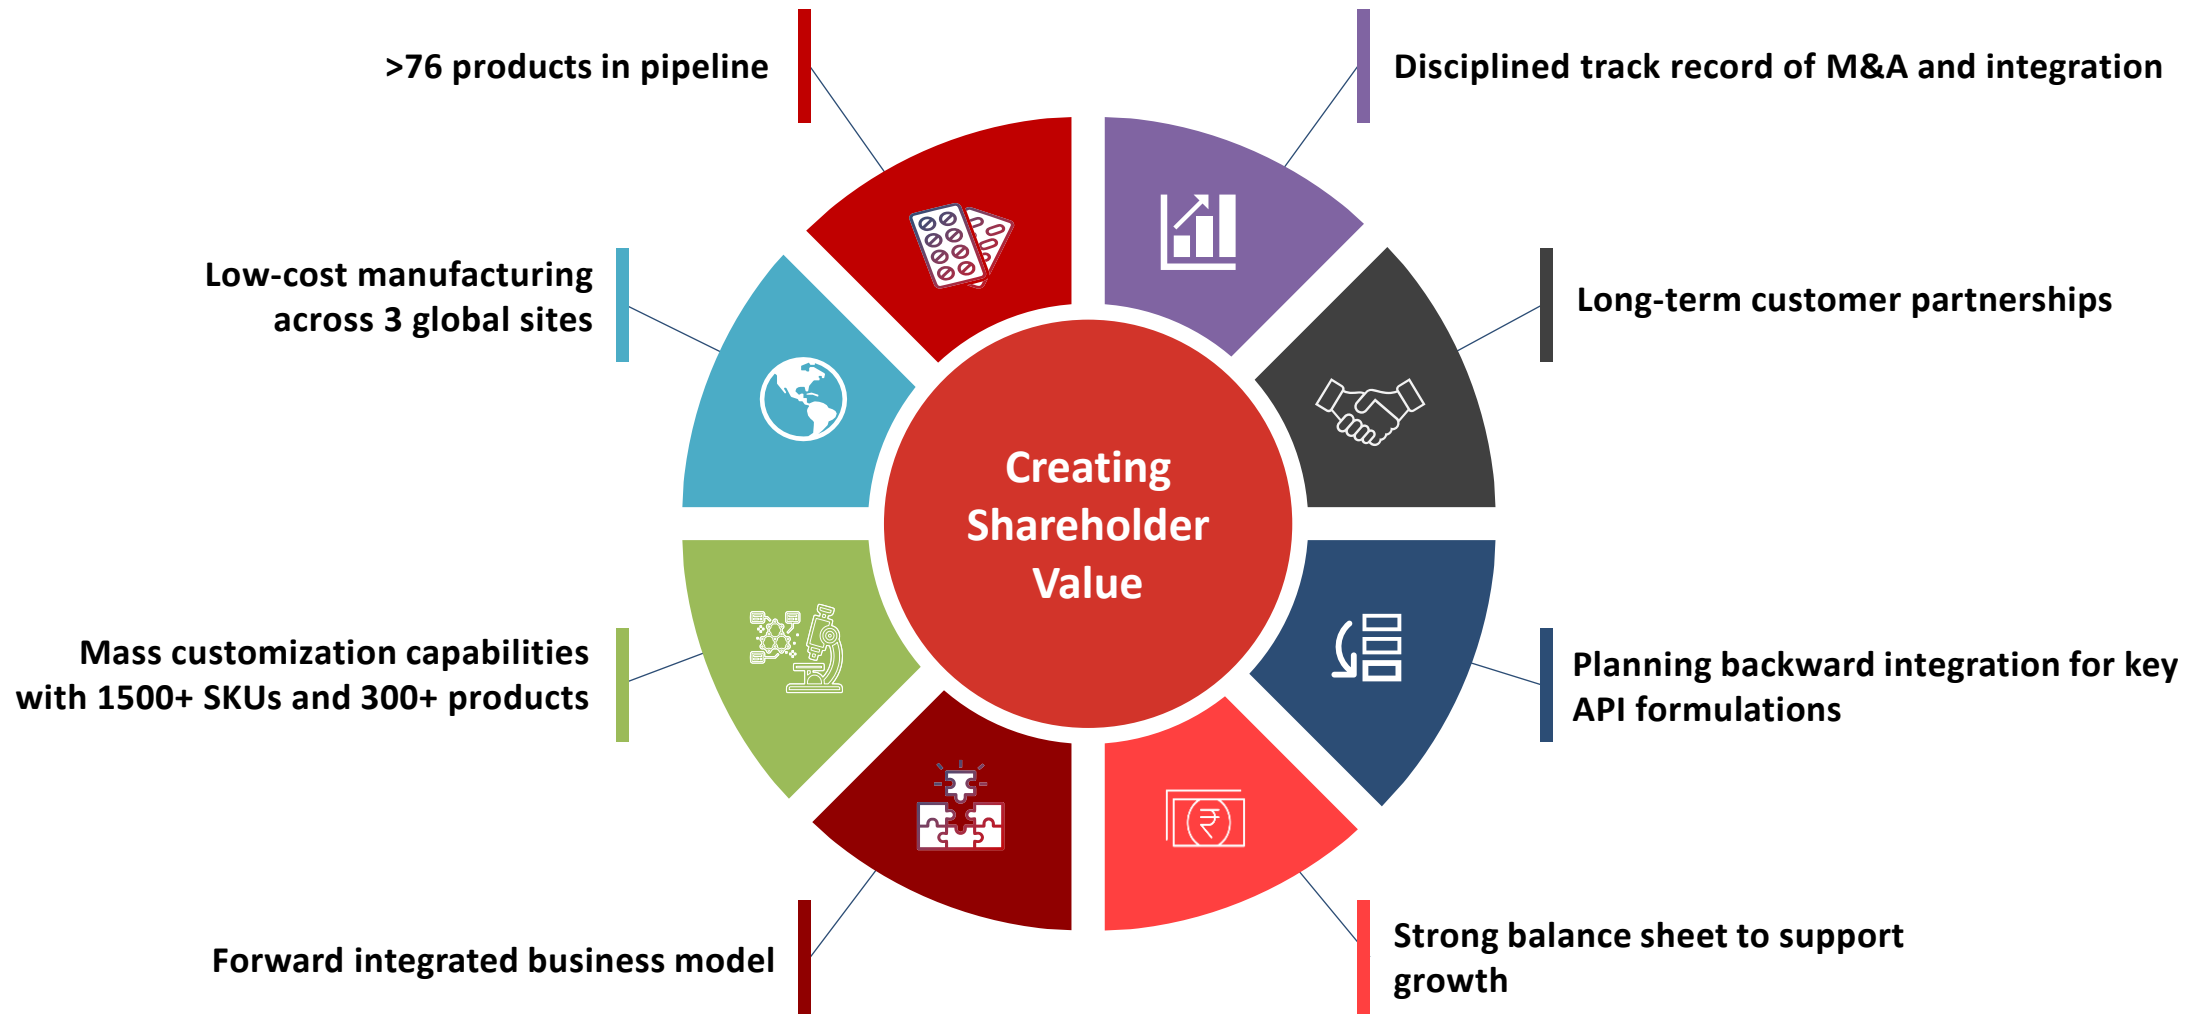 >76 products in pipeline
Disciplined track record of M&A and integration
Low-cost manufacturing
across 3 global sites
Long-term customer partnerships
Creating
Shareholder
Value
Mass customization capabilities
with 1500+ SKUs and 300+ products
Planning backward integration for key
API formulations
₹
Forward integrated business model
Strong balance sheet to support
growth